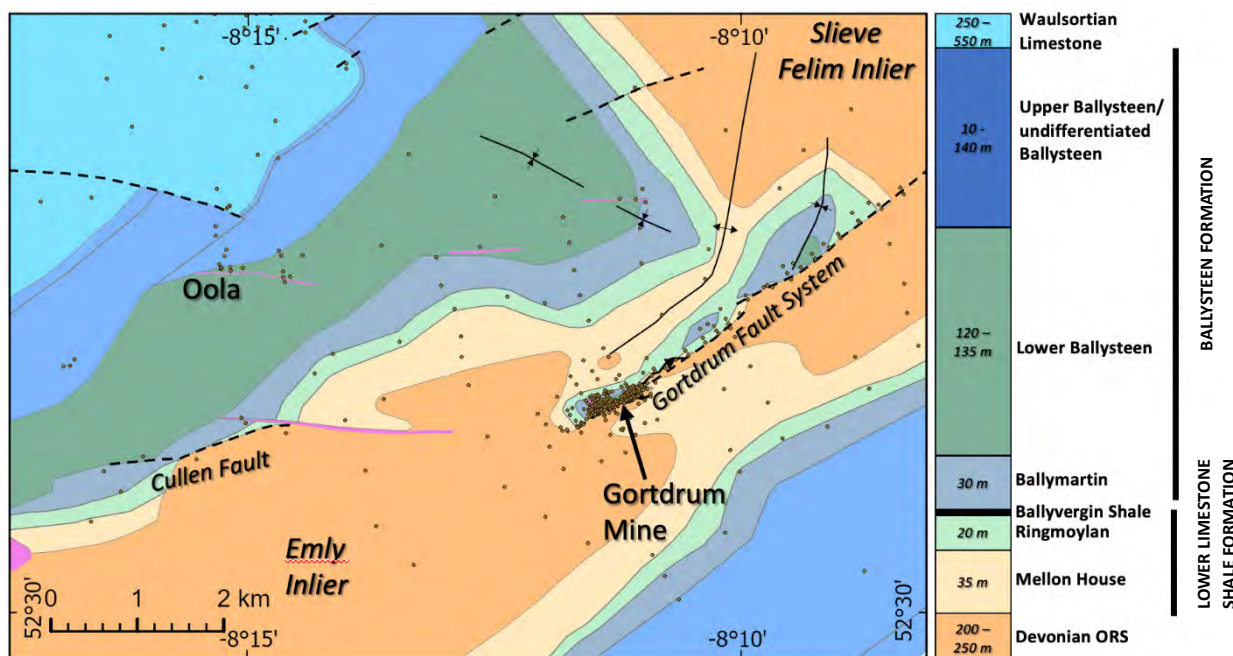 -8°15'
-8°10'
Slieve
Felim Inlier
Oola
Gortdrum Fault System
Cullen Fault
Gortdrum
Mine
Emly
Inlier
0 1 2 km
52°30'
-8°15'
-8°10'
52°30'
250 –
550 m
Waulsortian
Limestone
10 -
140 m
Upper Ballysteen/
undifferentiated
Ballysteen
120 –
135 m
Lower Ballysteen
30 m
Ballymartin
Ballyvergin Shale
20 m
Ringmoylan
35 m
Mellon House
200 –
250 m
Devonian ORS
BALLYSTEEN FORMATION
LOWER LIMESTONE
SHALE FORMATION